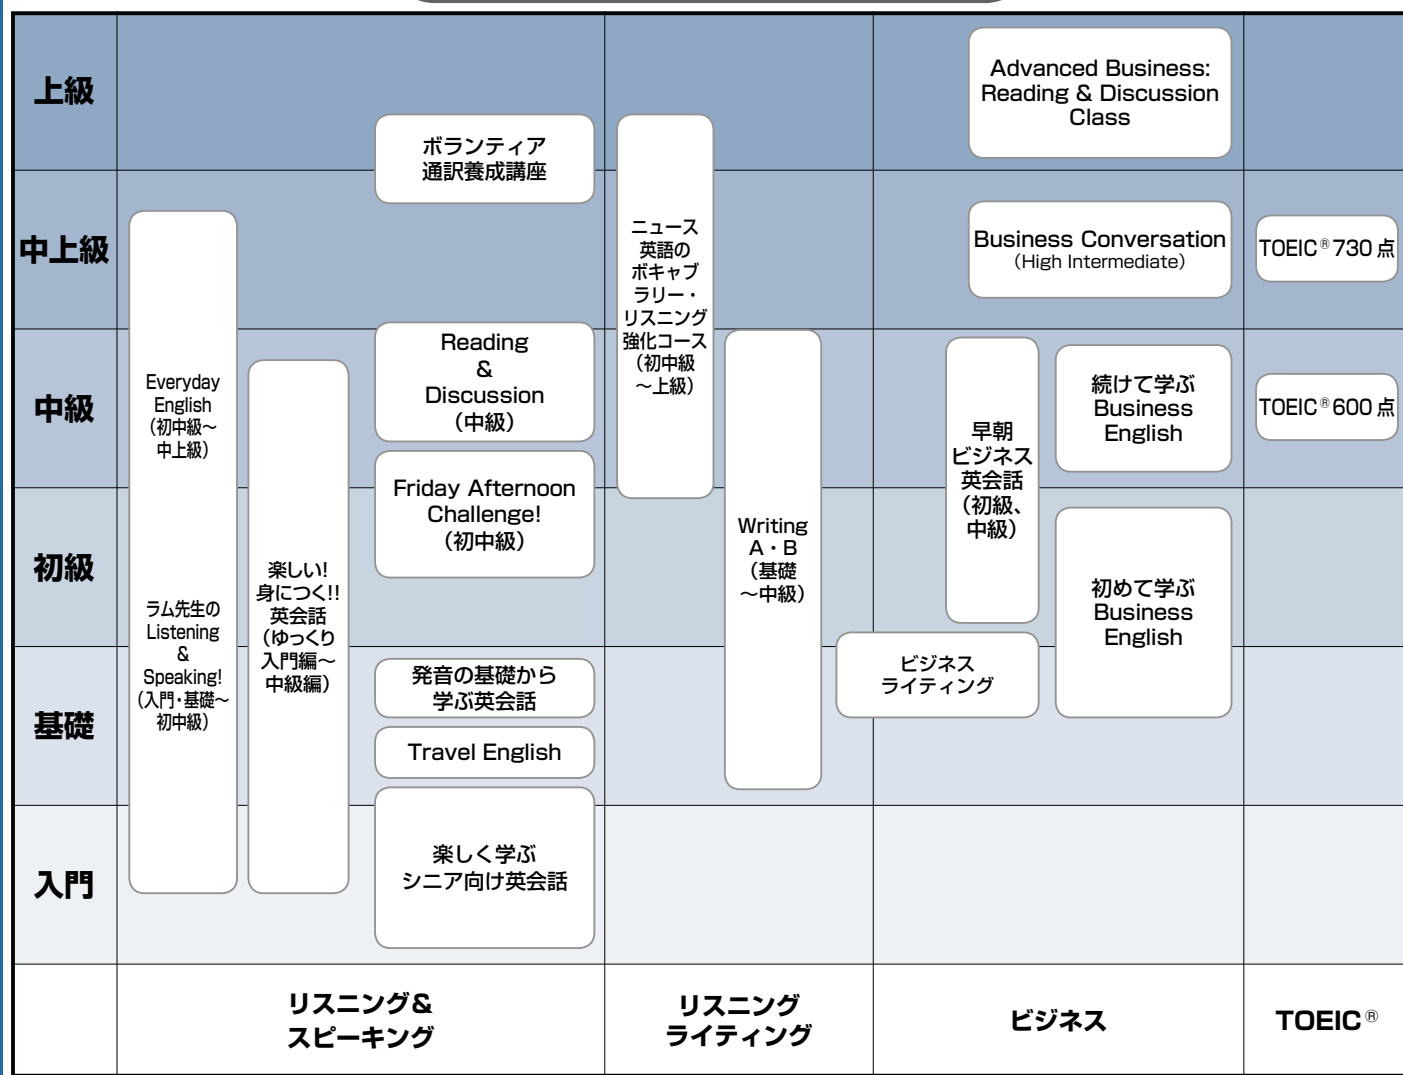 上級
ボランティア
通訳養成講座
Advanced Business:
Reading & Discussion
Class
中上級
Everyday
English
（初中級～
中上級）
ラム先生の
Listening
&
Speaking!
（入門・基礎～
初中級）
楽しい！
身につく!!
英会話
（ゆっくり
入門編～
中級編）
ニュース
英語の
ボキャブ
ラリー・
リスニング
強化コース
（初中級
～上級）
Business Conversation
（High Intermediate）
TOEIC®730点
中級
Reading
&
Discussion
（中級）
Friday Afternoon
Challenge!
（初中級）
Writing
A・B
（基礎
～中級）
早朝
ビジネス
英会話
（初級、
中級）
続けて学ぶ
Business
English
TOEIC®600点
初級
初めて学ぶ
Business
English
基礎
発音の基礎から
学ぶ英会話
Travel English
ビジネス
ライティング
入門
楽しく学ぶ
シニア向け英会話
リスニング&
スピーキング
リスニング
ライティング
ビジネス
TOEIC®